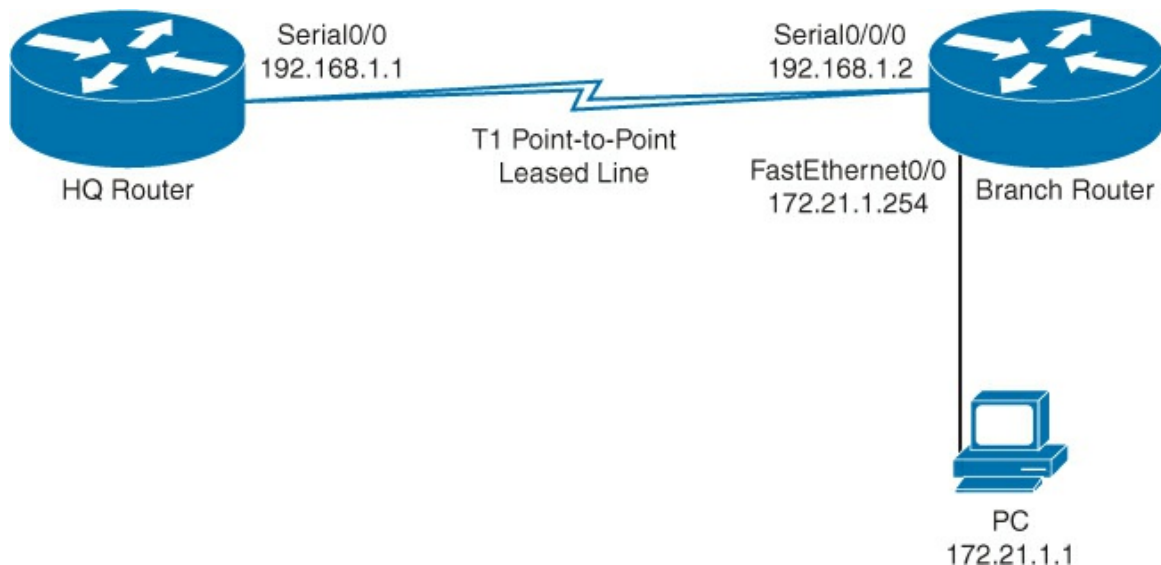 Serial0/0
192.168.1.1
Serial0/0/0
192.168.1.2
T1 Point-to-Point
Leased Line
HQ Router
FastEthernet0/0
172.21.1.254
Branch Router
PC
172.21.1.1